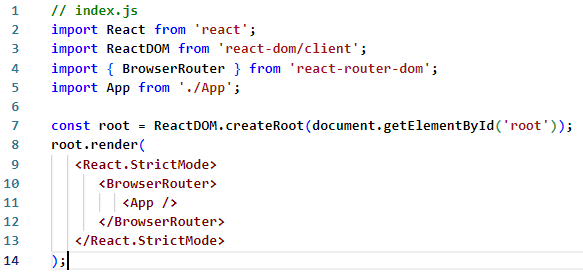 1 // index.js
2 import React from 'react';
3 import ReactDOM from 'react-dom/client';
4 import { BrowserRouter } from 'react-router-dom';
5 import App from './App';
6
7 const root = ReactDOM.createRoot(document.getElementById('root'));
8 root.render(
9    <React.StrictMode>
10       <BrowserRouter>
11          <App />
12       </BrowserRouter>
13    </React.StrictMode>
14 );